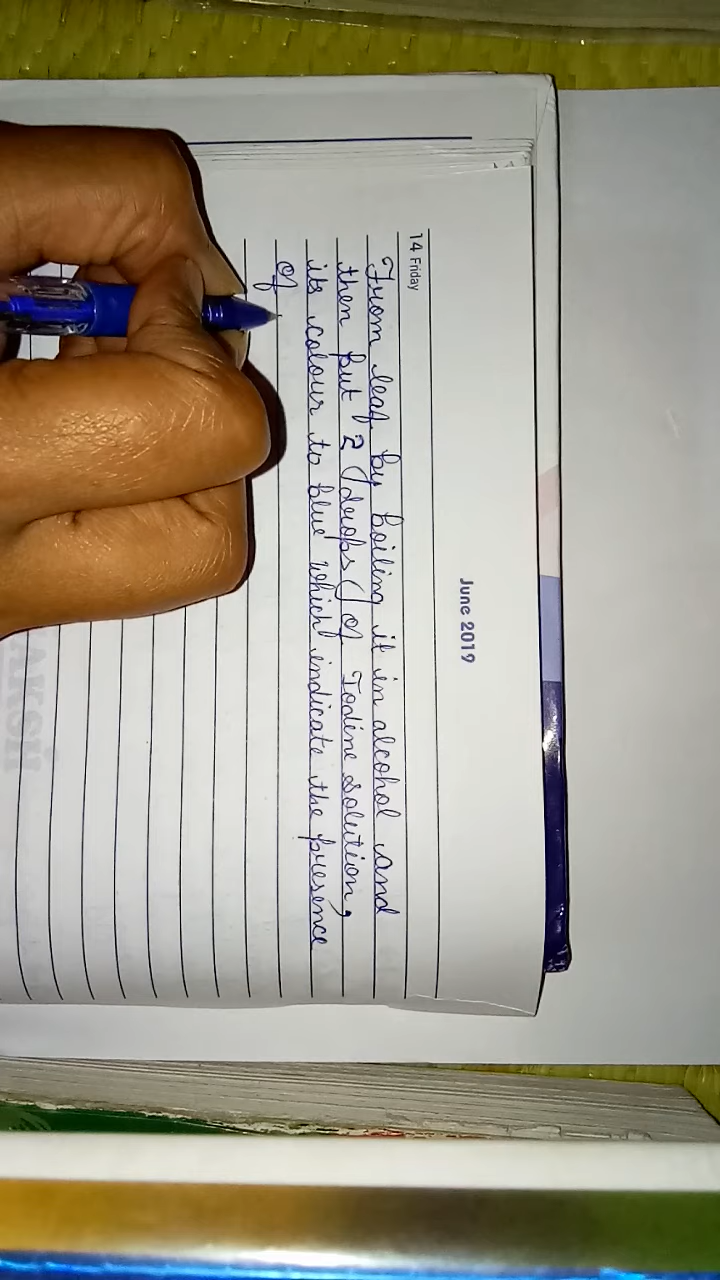 June 2019
14 Friday
From leaf by boiling it in alcohol and
then put 2 (drops) of Iodine solution,
its colour to blue which indicate the presence
of